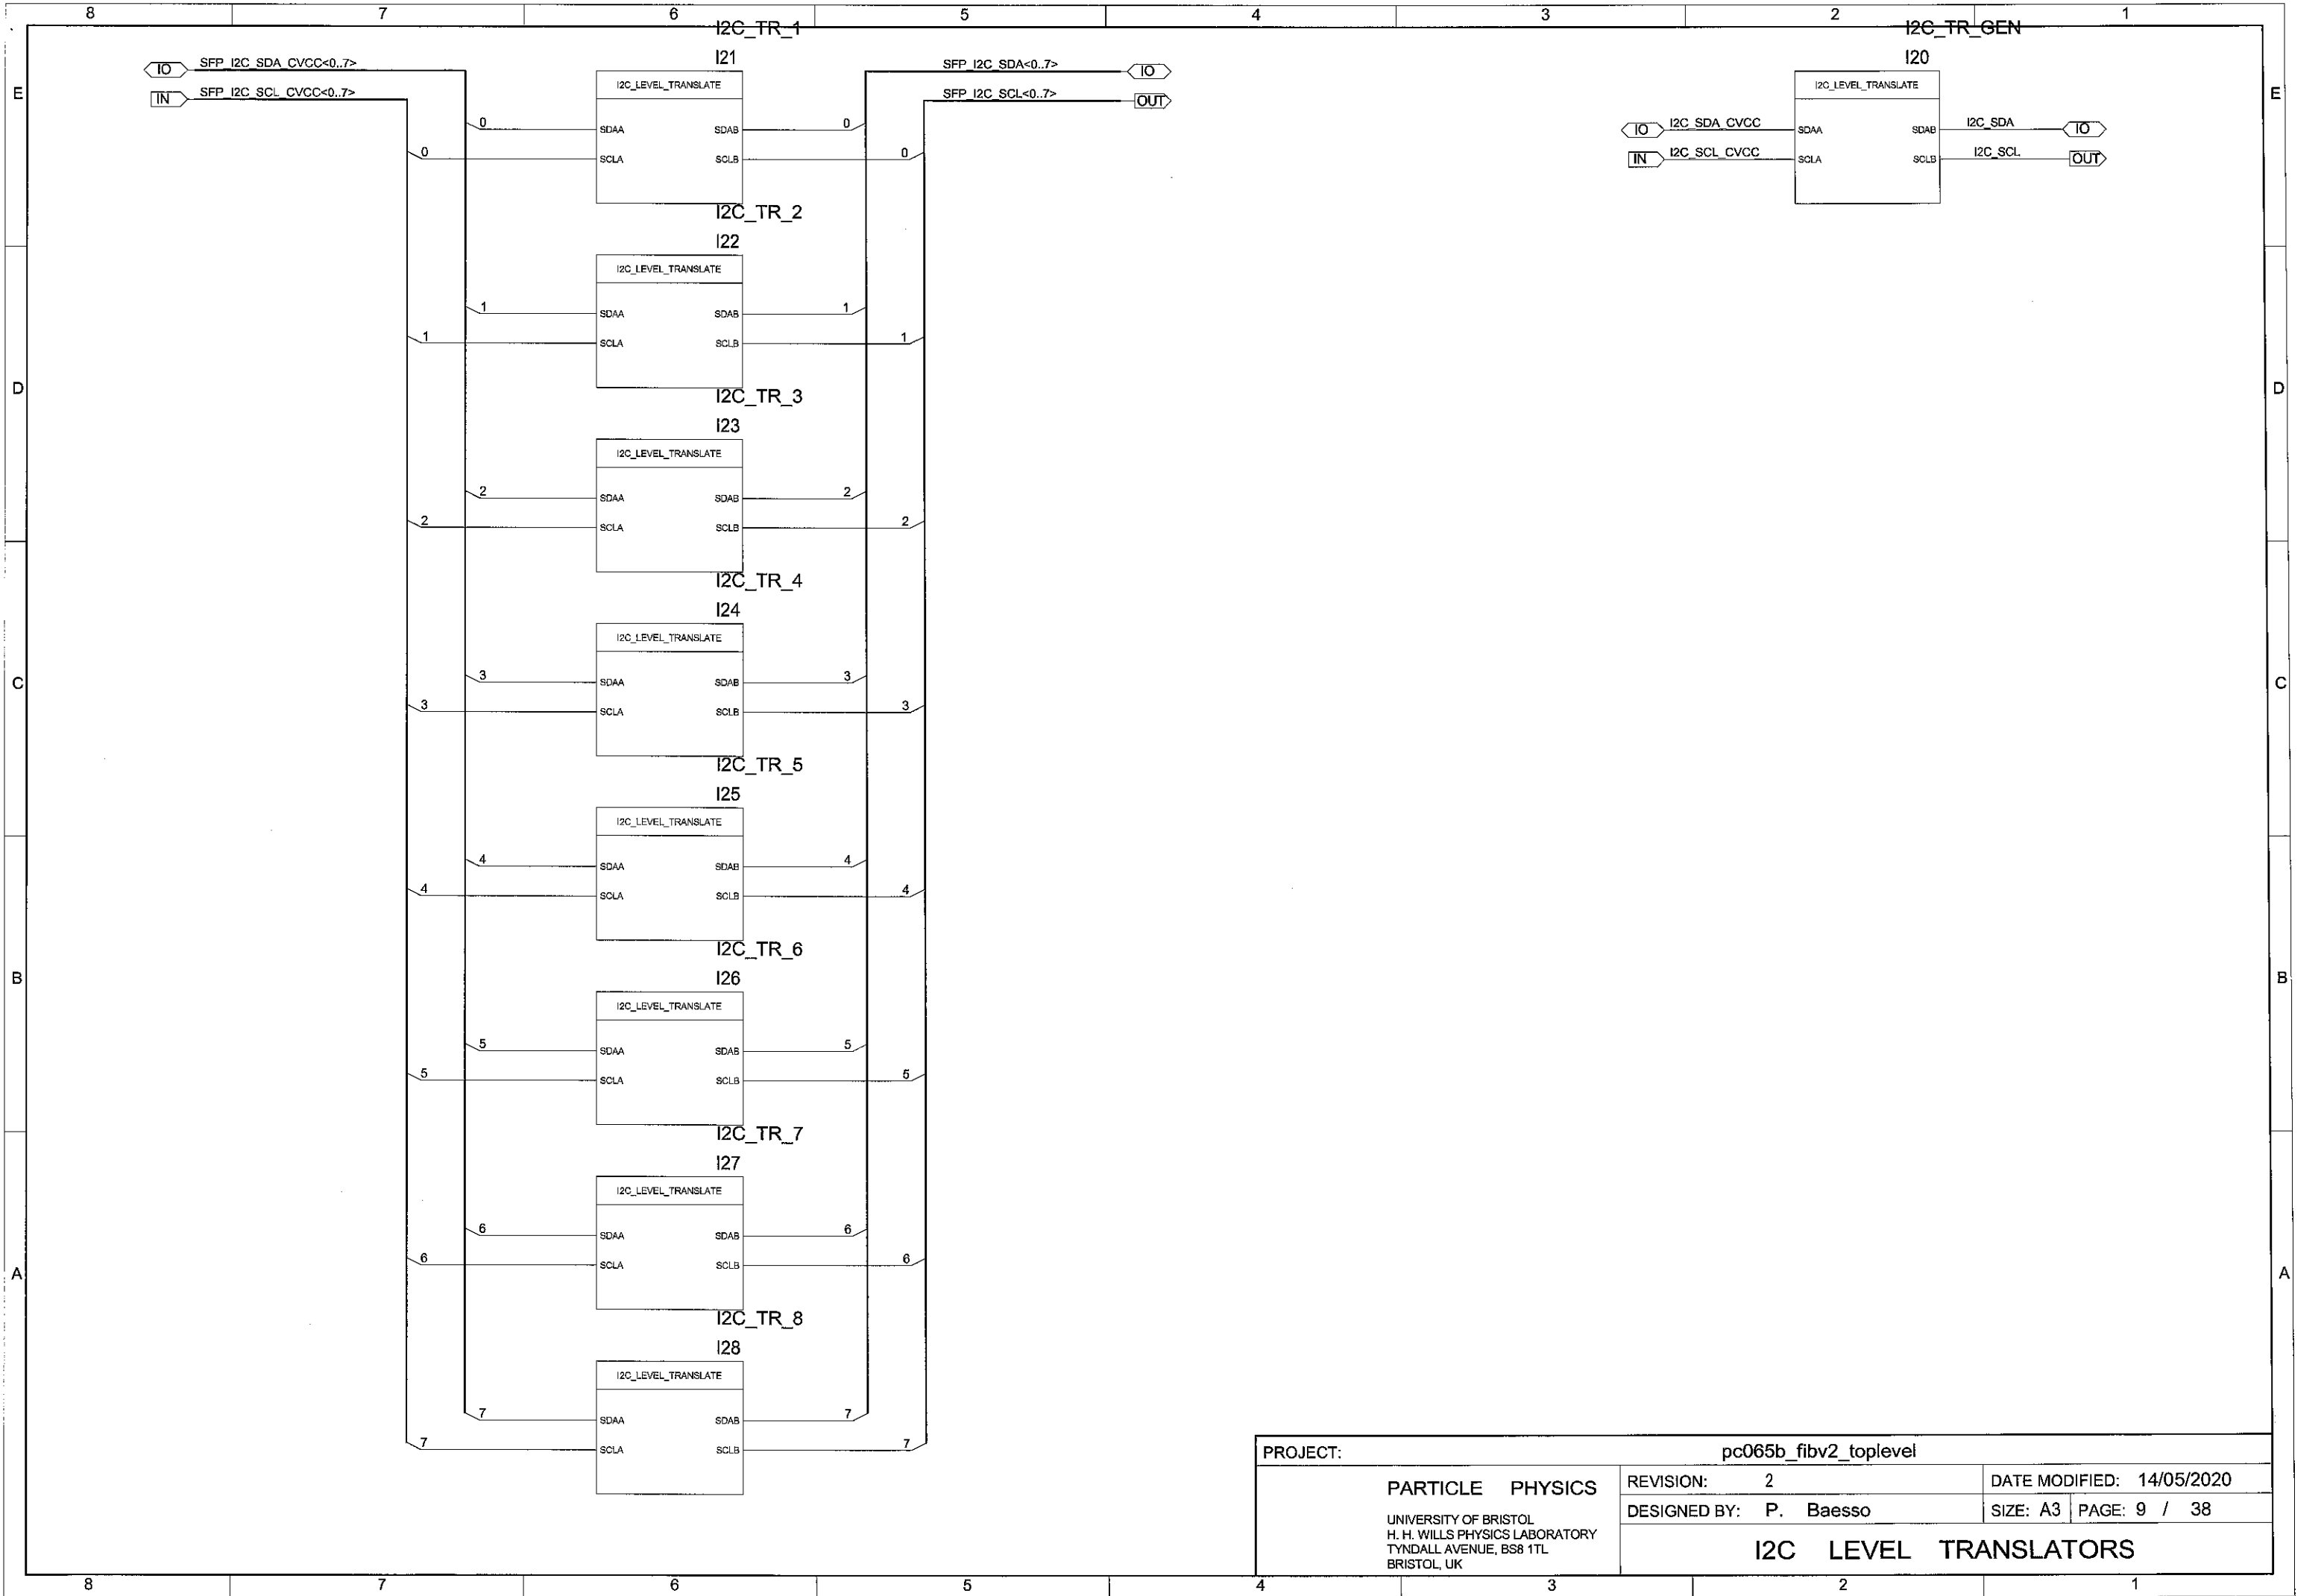 8 7 6 5 4 3 2 1
I2C_TR_1 I2C_TR_GEN
I21 I20
IO SFP_I2C_SDA_CVCC<0..7> SFP_I2C_SDA<0..7> IO
I2C_LEVEL_TRANSLATE I2C_LEVEL_TRANSLATE
E IN SFP_I2C_SCL_CVCC<0..7> SFP_I2C_SCL<0..7> OUT E
0 SDAA SDAB 0 IO I2C_SDA_CVCC SDAA SDAB I2C_SDA IO
0 SCLA SCLB 0 IN I2C_SCL_CVCC SCLA SCLB I2C_SCL OUT
I2C_TR_2
I22
I2C_LEVEL_TRANSLATE
1 SDAA SDAB 1
1 SCLA SCLB 1
D D
I2C_TR_3
I23
I2C_LEVEL_TRANSLATE
2 SDAA SDAB 2
2 SCLA SCLB 2
I2C_TR_4
I24
I2C_LEVEL_TRANSLATE
3 SDAA SDAB 3
C C
3 SCLA SCLB 3
I2C_TR_5
I25
I2C_LEVEL_TRANSLATE
4 SDAA SDAB 4
4 SCLA SCLB 4
I2C_TR_6
B I26 B
I2C_LEVEL_TRANSLATE
5 SDAA SDAB 5
5 SCLA SCLB 5
I2C_TR_7
I27
I2C_LEVEL_TRANSLATE
6 SDAA SDAB 6
6 SCLA SCLB 6
A A
I2C_TR_8
I28
I2C_LEVEL_TRANSLATE
7 SDAA SDAB 7
7 SCLA SCLB 7
PROJECT: pc065b_fibv2_toplevel
PARTICLE PHYSICS
UNIVERSITY OF BRISTOL
H. H. WILLS PHYSICS LABORATORY
TYNDALL AVENUE, BS8 1TL
BRISTOL, UK
REVISION: 2 DATE MODIFIED: 14/05/2020
DESIGNED BY: P. Baesso SIZE: A3 PAGE: 9 / 38
I2C LEVEL TRANSLATORS
8 7 6 5 4 3 2 1